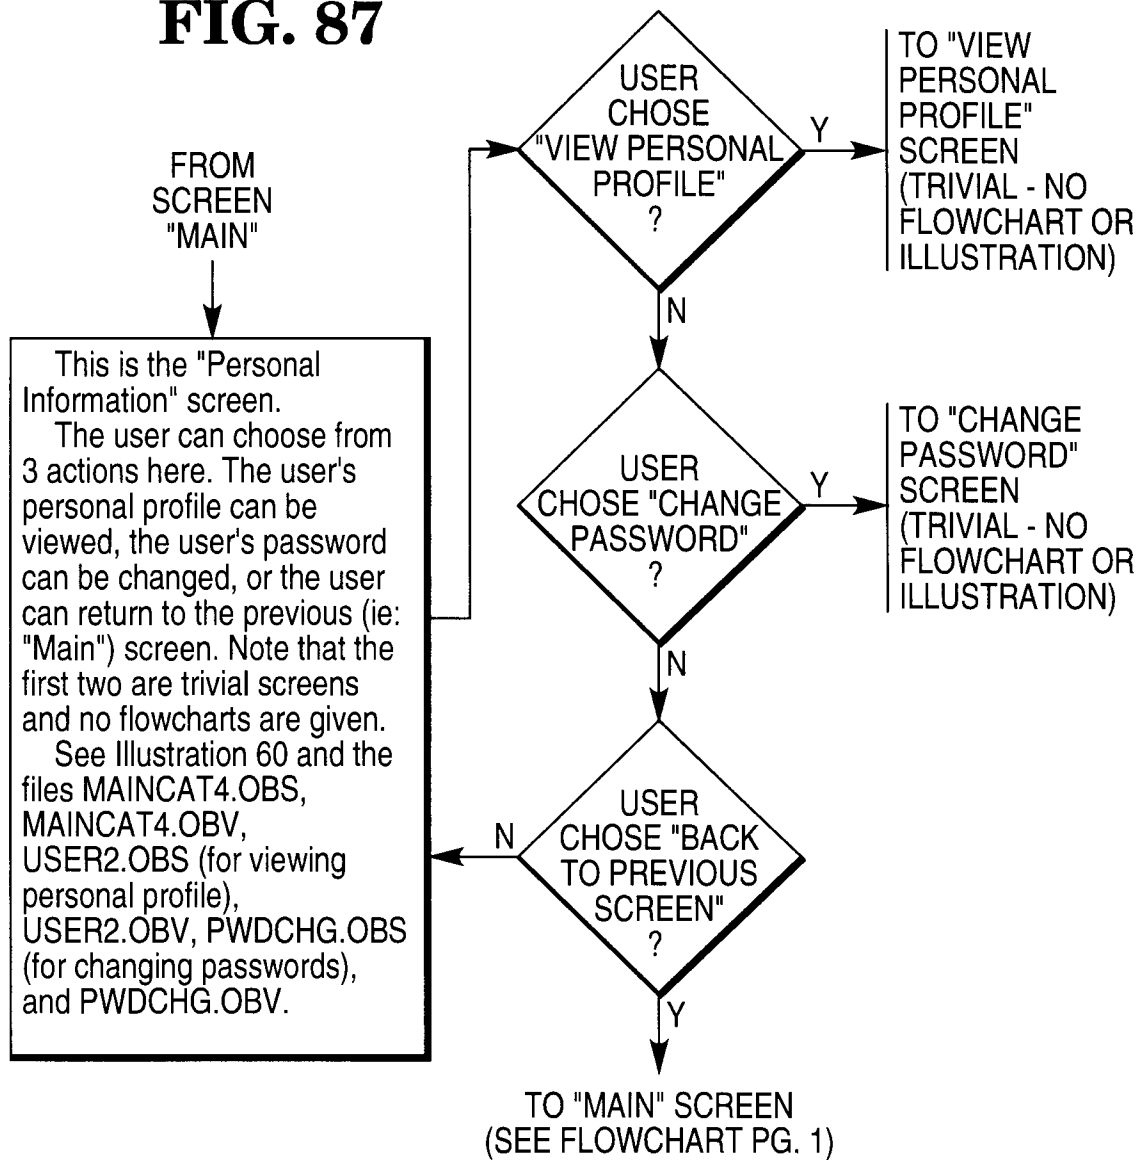 FIG. 87
FROM
SCREEN
"MAIN"
This is the "Personal
Information" screen.
The user can choose from
3 actions here. The user's
personal profile can be
viewed, the user's password
can be changed, or the user
can return to the previous (ie:
"Main") screen. Note that the
first two are trivial screens
and no flowcharts are given.
See Illustration 60 and the
files MAINCAT4.OBS,
MAINCAT4.OBV,
USER2.OBS (for viewing
personal profile),
USER2.OBV, PWDCHG.OBS
(for changing passwords),
and PWDCHG.OBV.
USER
CHOSE
"VIEW PERSONAL
PROFILE"
?
Y
TO "VIEW
PERSONAL
PROFILE"
SCREEN
(TRIVIAL - NO
FLOWCHART OR
ILLUSTRATION)
N
USER
CHOSE "CHANGE
PASSWORD"
?
Y
TO "CHANGE
PASSWORD"
SCREEN
(TRIVIAL - NO
FLOWCHART OR
ILLUSTRATION)
N
USER
CHOSE "BACK
TO PREVIOUS
SCREEN"
?
N
Y
TO "MAIN" SCREEN
(SEE FLOWCHART PG. 1)